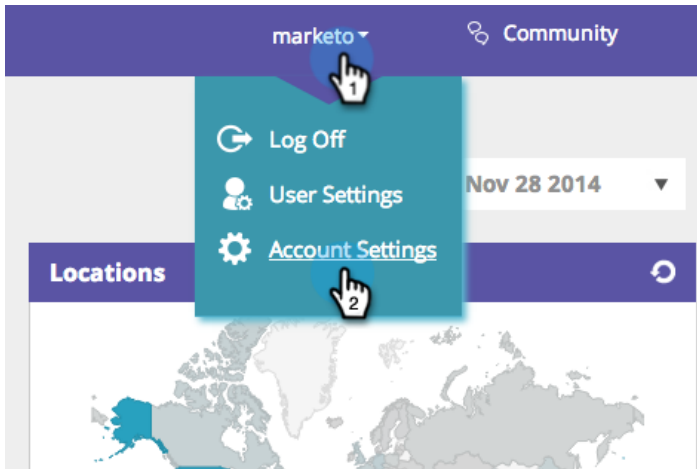 marketo
Community
1
Log Off
User Settings
Nov 28 2014
Account Settings
Locations
2